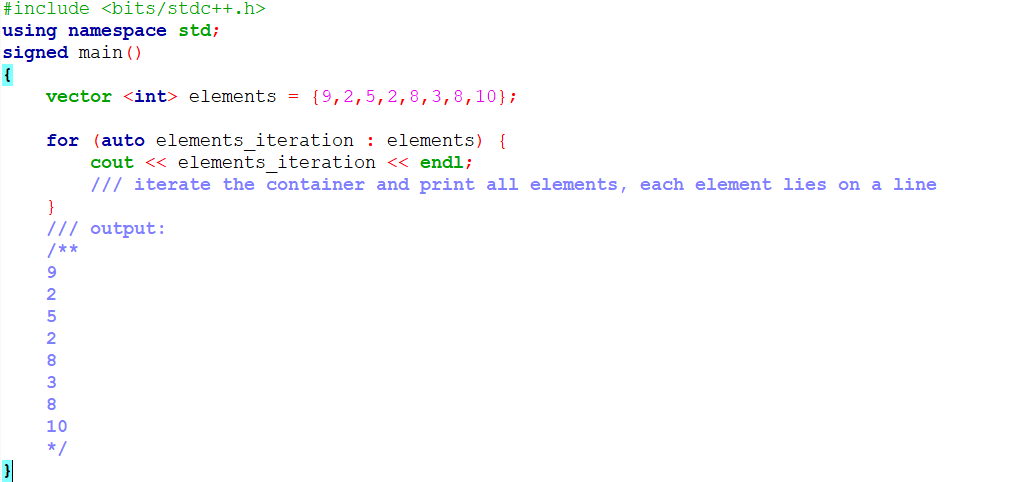 #include <bits/stdc++.h>
using namespace std;
signed main()
{
    vector <int> elements = {9,2,5,2,8,3,8,10};

    for (auto elements_iteration : elements) {
        cout << elements_iteration << endl;
        /// iterate the container and print all elements, each element lies on a line
    }
    /// output:
    /**
    9
    2
    5
    2
    8
    3
    8
    10
    */
}